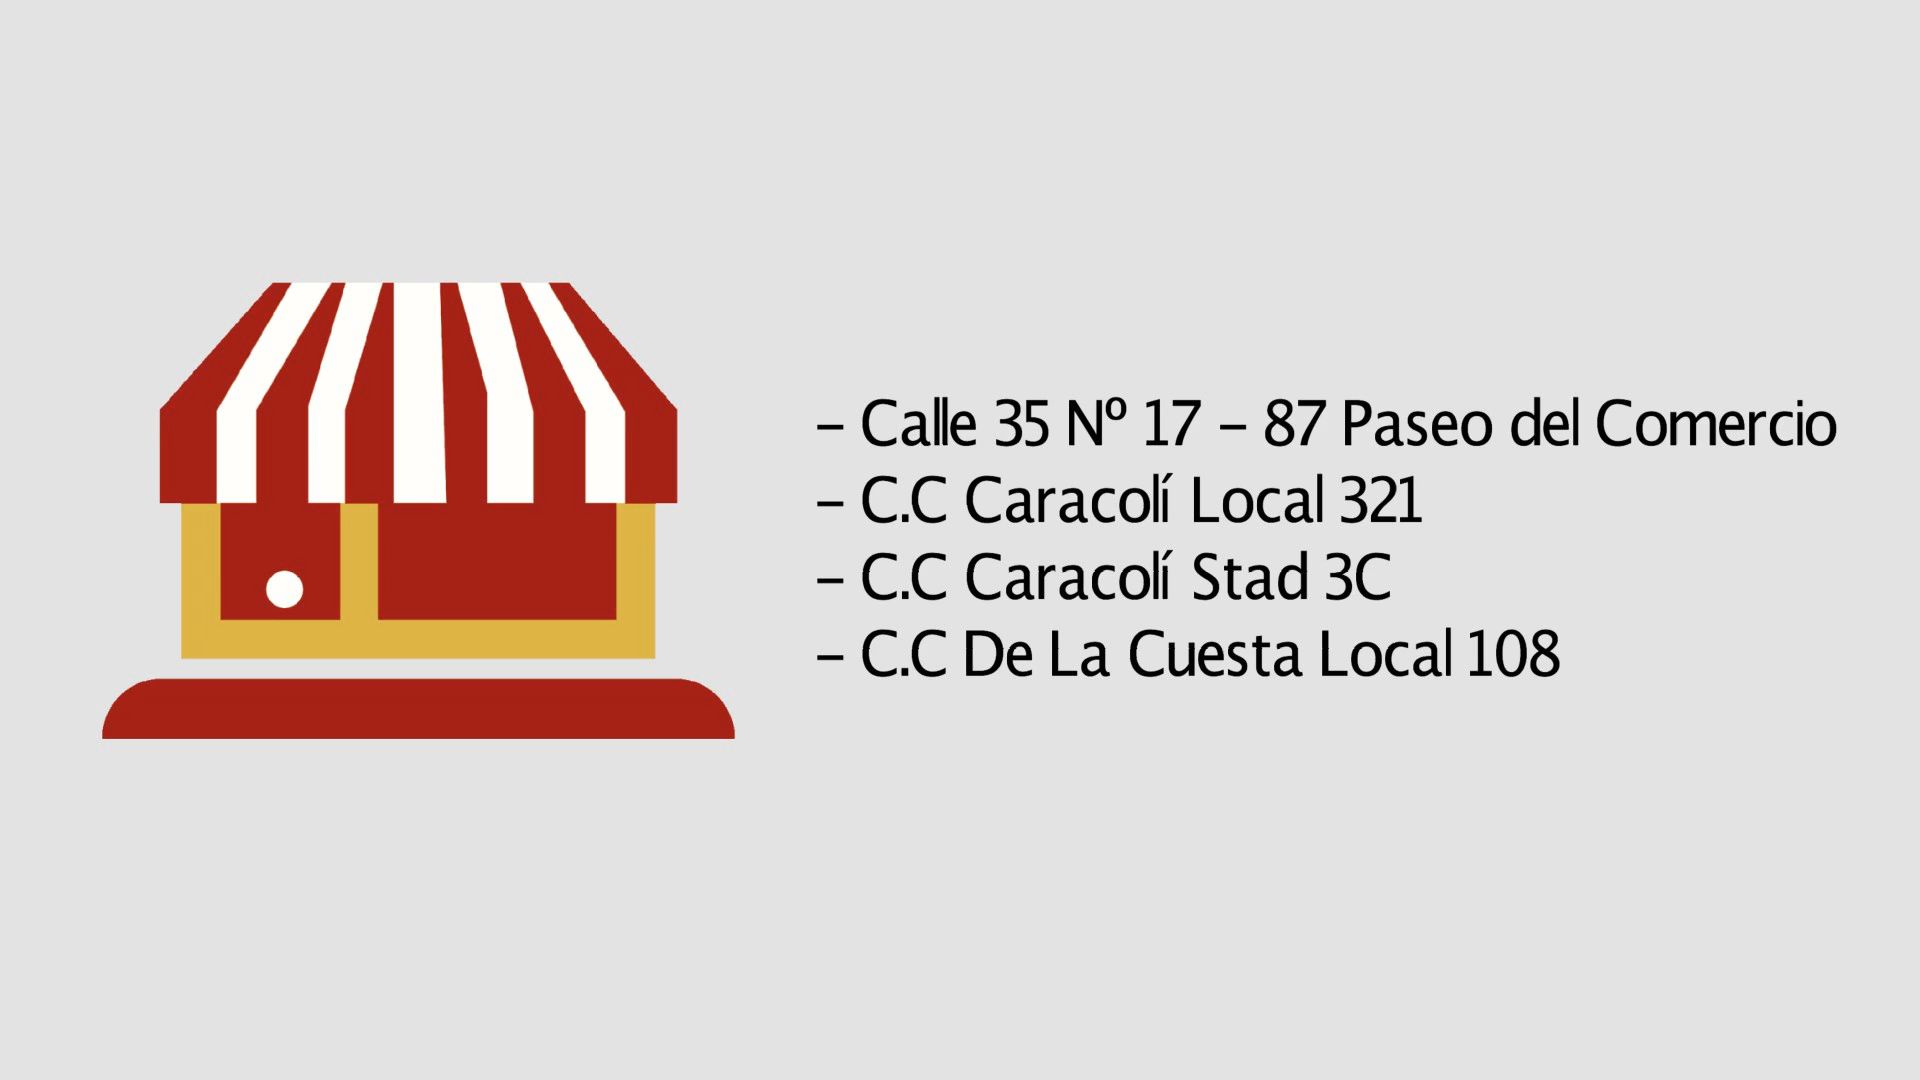 – Calle 35 Nº 17 – 87 Paseo del Comercio
– C.C Caracolí Local 321
– C.C Caracolí Stad 3C
– C.C De La Cuesta Local 108